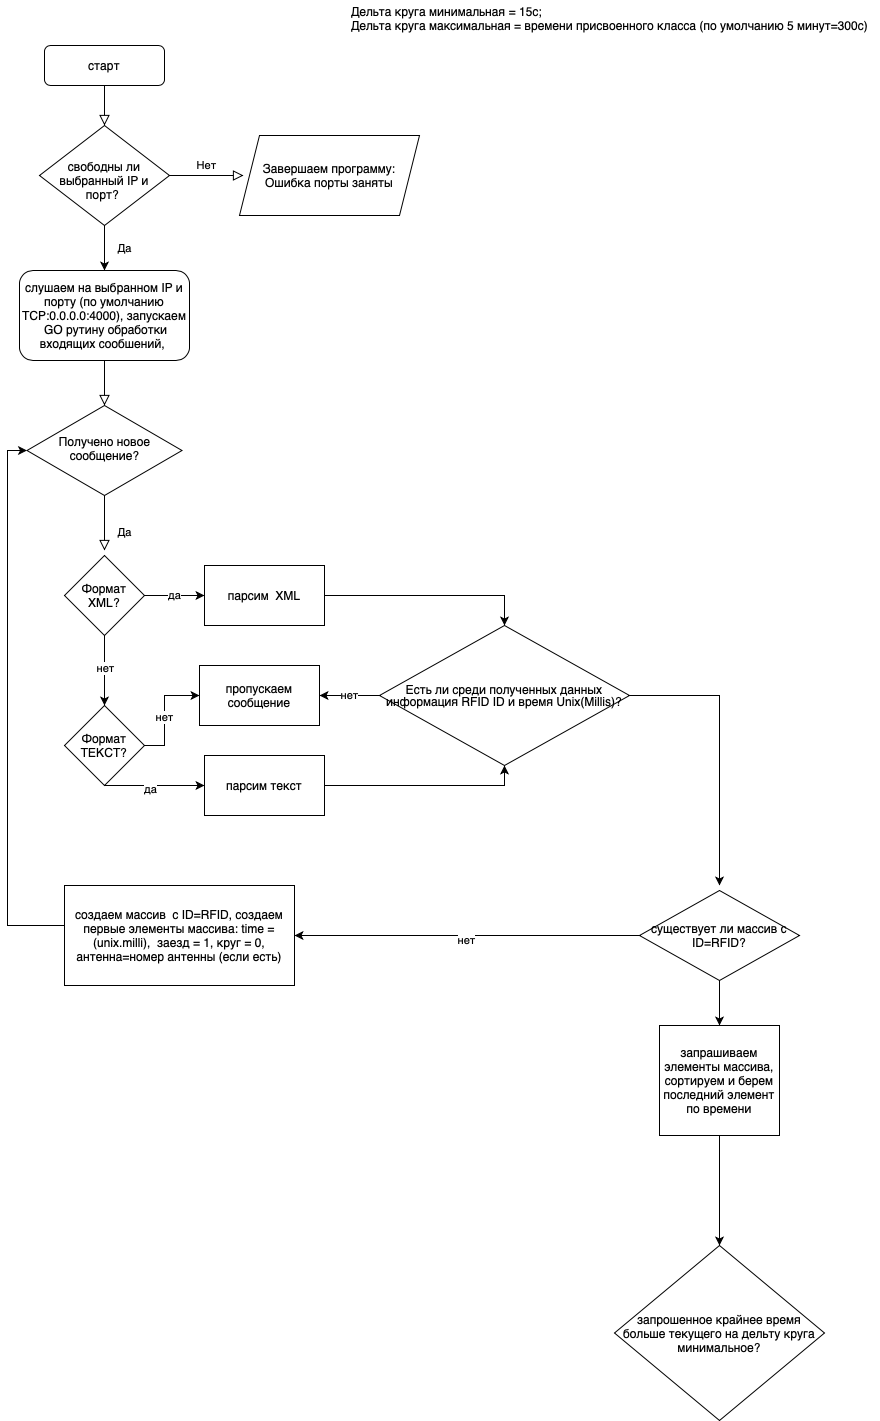 Дельта круга минимальная = 15с;
Дельта круга максимальная = времени присвоенного класса (по умолчанию 5 минут=300с)
старт
свободны ли
выбранный IP и
порт?
Нет
Завершаем программу:
Ошибка порты заняты
Да
слушаем на выбранном IP и
порту (по умолчанию
TCP:0.0.0.0:4000), запускаем
GO рутину обработки
входящих сообшений,
Получено новое
сообщение?
Да
Формат
XML?
да
парсим  XML
нет
пропускаем
сообщение
нет
Есть ли среди полученных данных
информация RFID ID и время Unix(Millis)?
нет
Формат
ТЕКСТ?
да
парсим текст
создаем массив  с ID=RFID, создаем
первые элементы массива: time =
(unix.milli),  заезд = 1, круг = 0,
антенна=номер антенны (если есть)
нет
существует ли массив с
ID=RFID?
запрашиваем
элементы массива,
сортируем и берем
последний элемент
по времени
запрошенное крайнее время
больше текущего на дельту круга
минимальное?